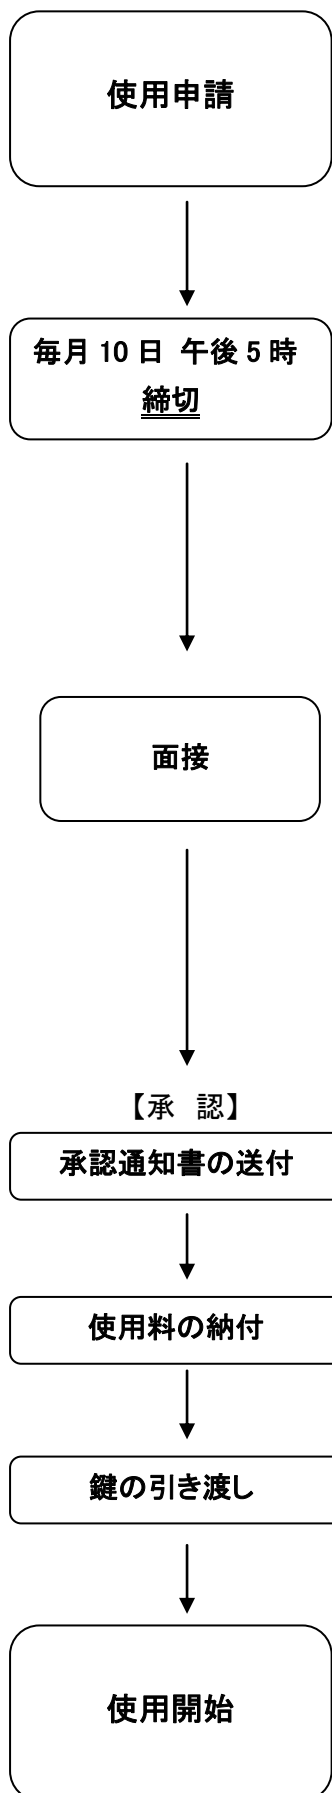 使用申請
毎月 10 日 午後 5 時
締切
面接
【承 認】
承認通知書の送付
使用料の納付
鍵の引き渡し
使用開始